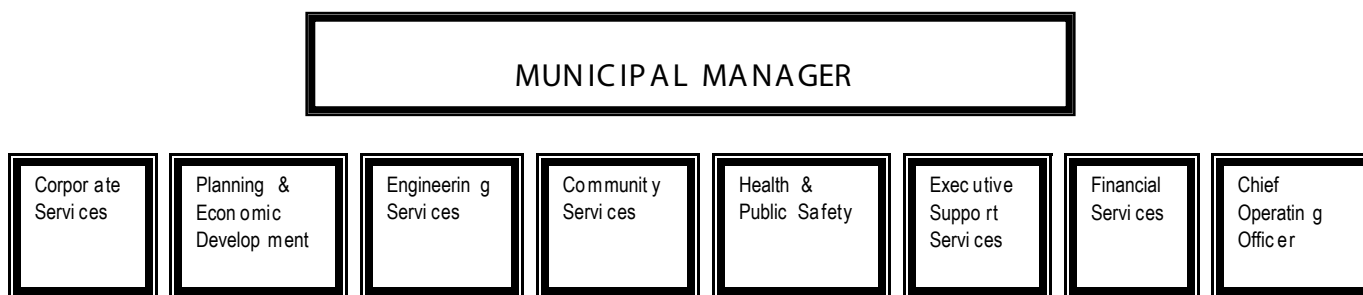 MUNICIPAL MANAGER
Corporate
Services
Planning &
Economic
Development
Engineering
Services
Community
Services
Health &
Public Safety
Executive
Support
Services
Financial
Services
Chief
Operating
Officer